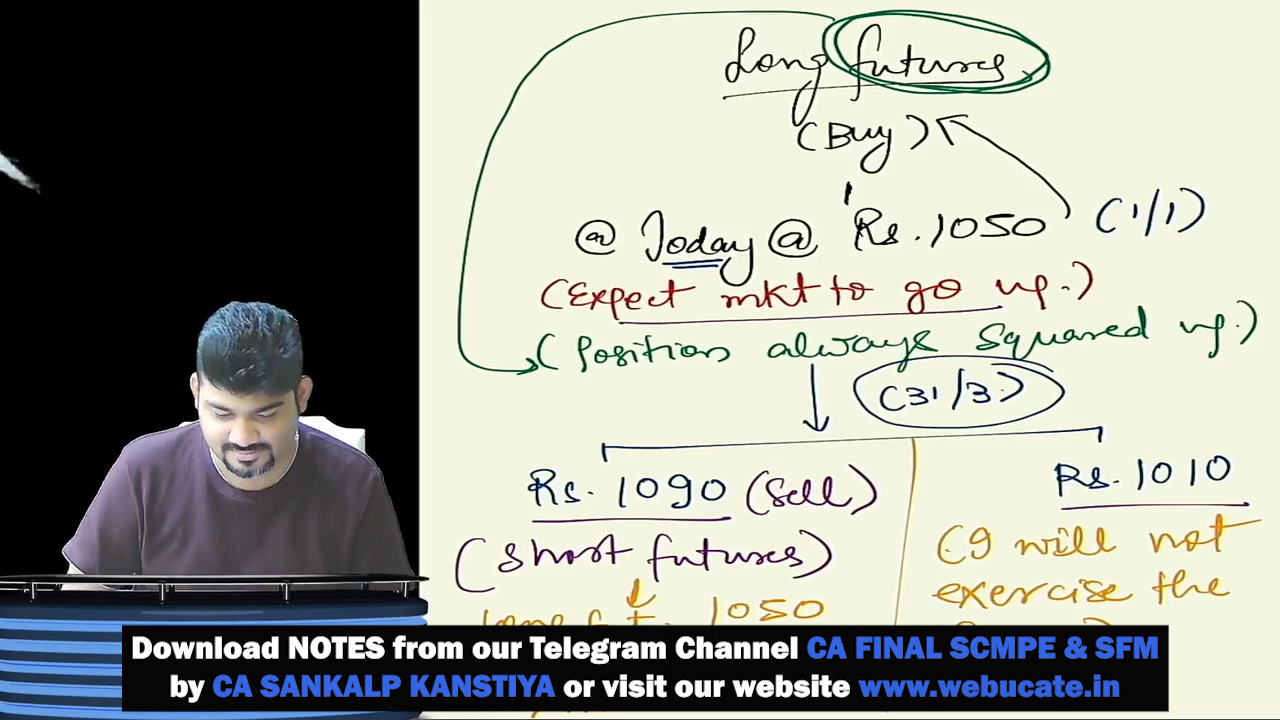 Long futures
(Buy)
@ Today @ Rs. 1050 (1/1)
(Expect mkt to go up.)
(Position always squared up.)
(31/3)
Rs. 1090 (Sell)
(Short futures)
1050
Rs. 1010
(I will not
exercise the
Download NOTES from our Telegram Channel CA FINAL SCMPE & SFM
by CA SANKALP KANSTIYA or visit our website www.webucate.in